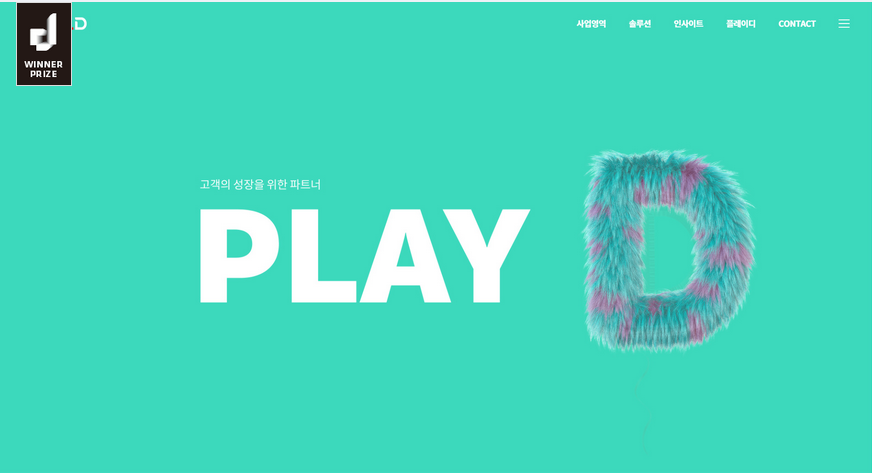 D
사업영역 솔루션 인사이트 플레이디 CONTACT
WINNER
PRIZE
고객의 성장을 위한 파트너
PLAY D